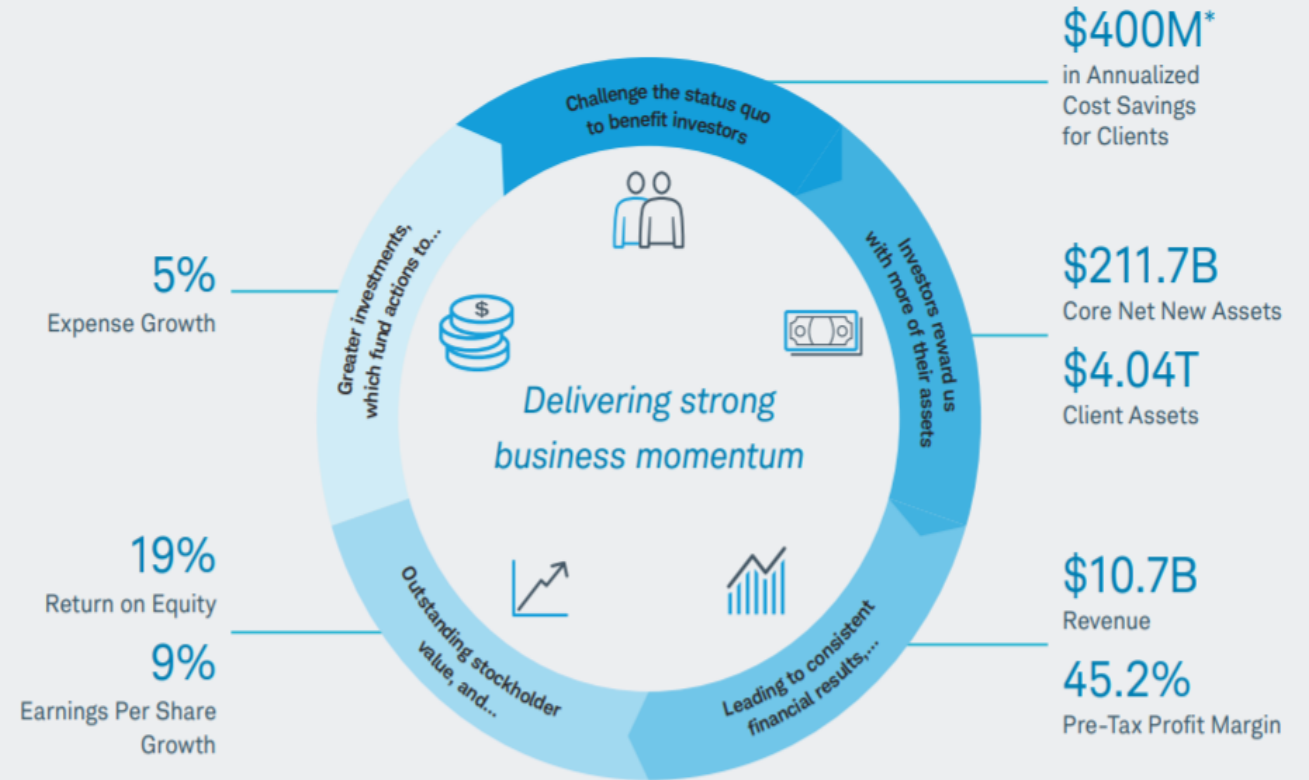 $400M*
in Annualized
Cost Savings
for Clients
Challenge the status quo
to benefit investors
Investors reward us
with more of their assets
$211.7B
Core Net New Assets
$4.04T
Client Assets
Leading to consistent
financial results,...
$10.7B
Revenue
45.2%
Pre-Tax Profit Margin
Outstanding stockholder
value, and...
19%
Return on Equity
9%
Earnings Per Share
Growth
Greater investments,
which fund actions to...
5%
Expense Growth
$
Delivering strong
business momentum